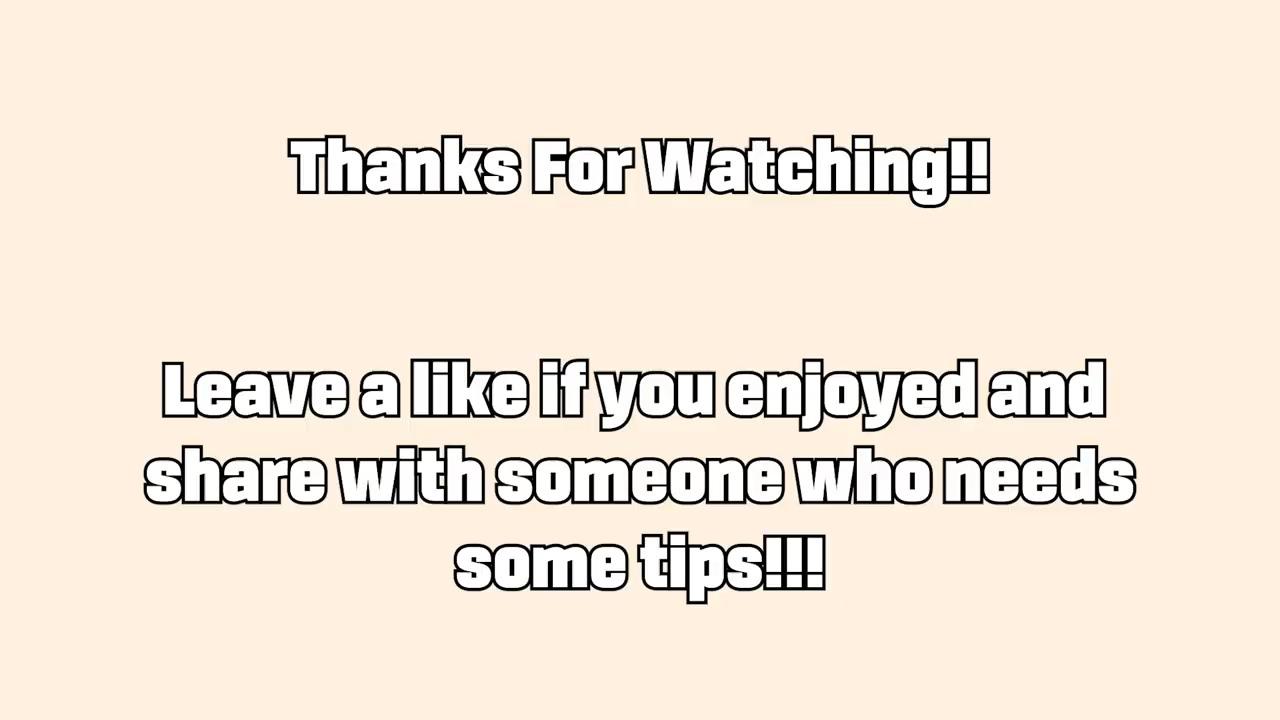 Thanks For Watching!!
Leave a like if you enjoyed and
share with someone who needs
some tips!!!